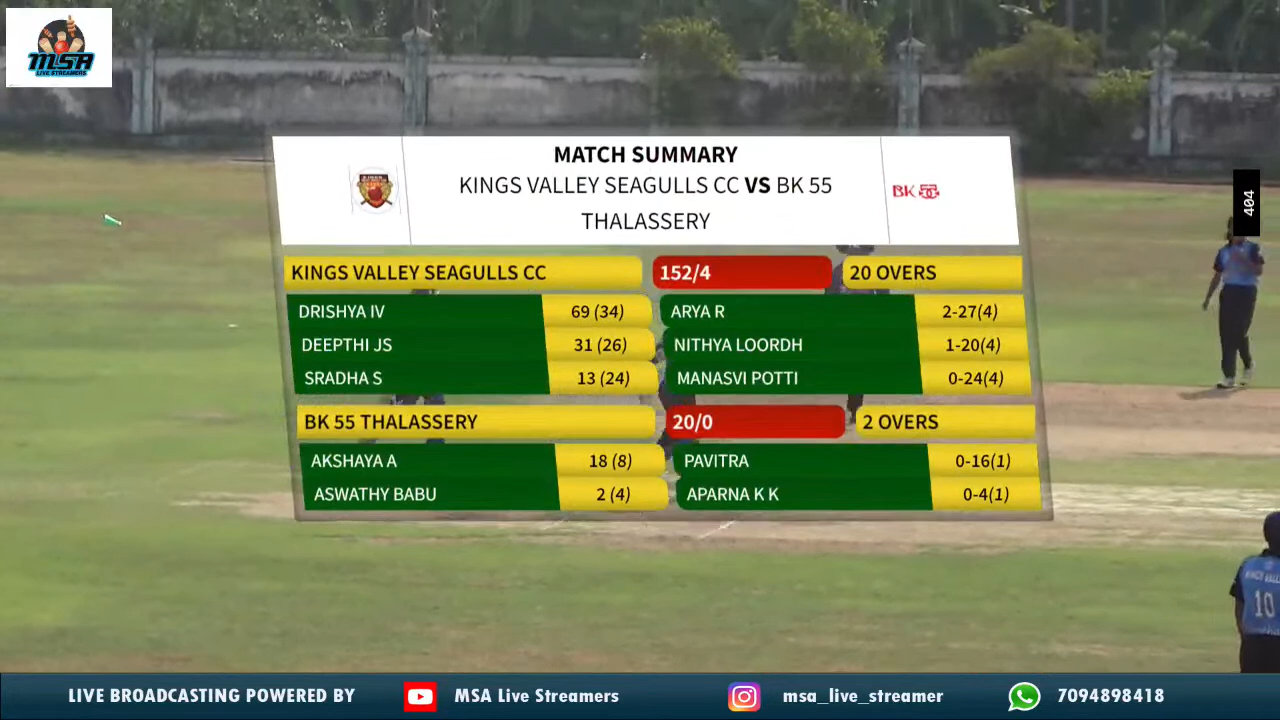 MSA
LIVE STREAMERS
MATCH SUMMARY
KINGS VALLEY SEAGULLS CC VS BK 55
THALASSERY
BK 55
404
KINGS VALLEY SEAGULLS CC 152/4 20 OVERS
DRISHYA IV 69 (34) ARYA R 2-27(4)
DEEPTHI JS 31 (26) NITHYA LOORDH 1-20(4)
SRADHA S 13 (24) MANASVI POTTI 0-24(4)
BK 55 THALASSERY 20/0 2 OVERS
AKSHAYA A 18 (8) PAVITRA 0-16(1)
ASWATHY BABU 2 (4) APARNA K K 0-4(1)
10
LIVE BROADCASTING POWERED BY MSA Live Streamers msa_live_streamer 7094898418